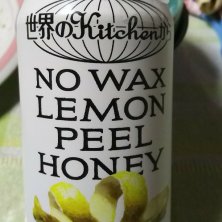 世界のKitchenから
NO WAX
LEMON
PEEL
HONEY